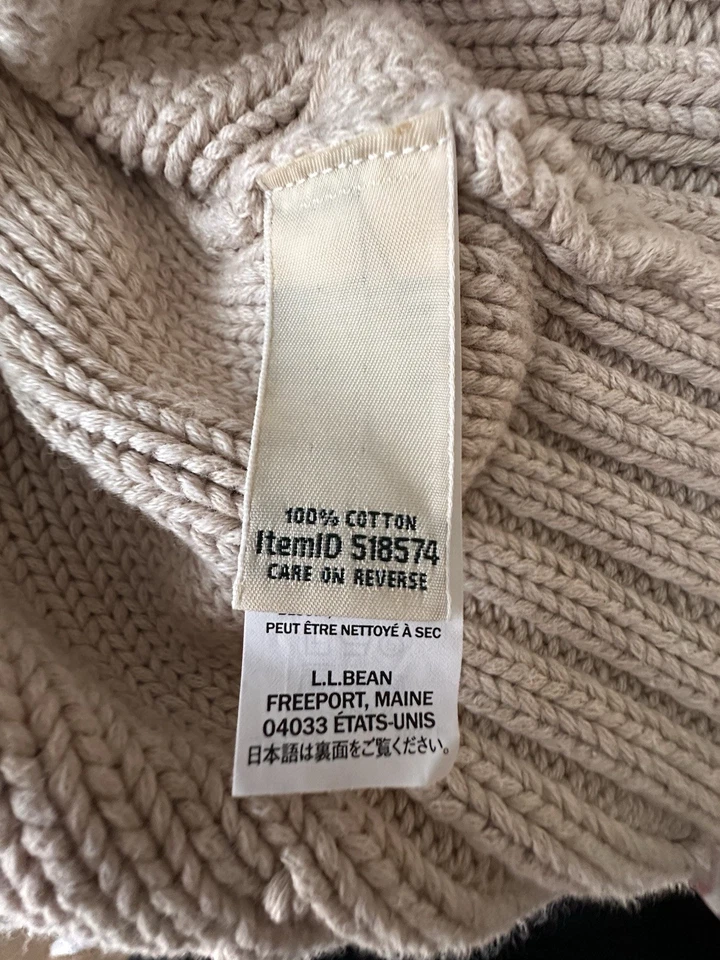 100% COTTON
ItemID 518574
CARE ON REVERSE
PEUT ÊTRE NETTOYÉ À SEC
L.L.BEAN
FREEPORT, MAINE
04033 ÉTATS-UNIS
日本語は裏面をご覧ください。